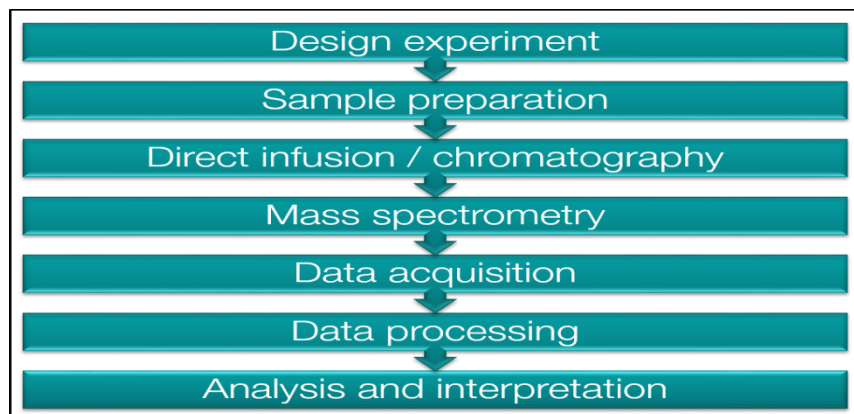 Design experiment
Sample preparation
Direct infusion / chromatography
Mass spectrometry
Data acquisition
Data processing
Analysis and interpretation